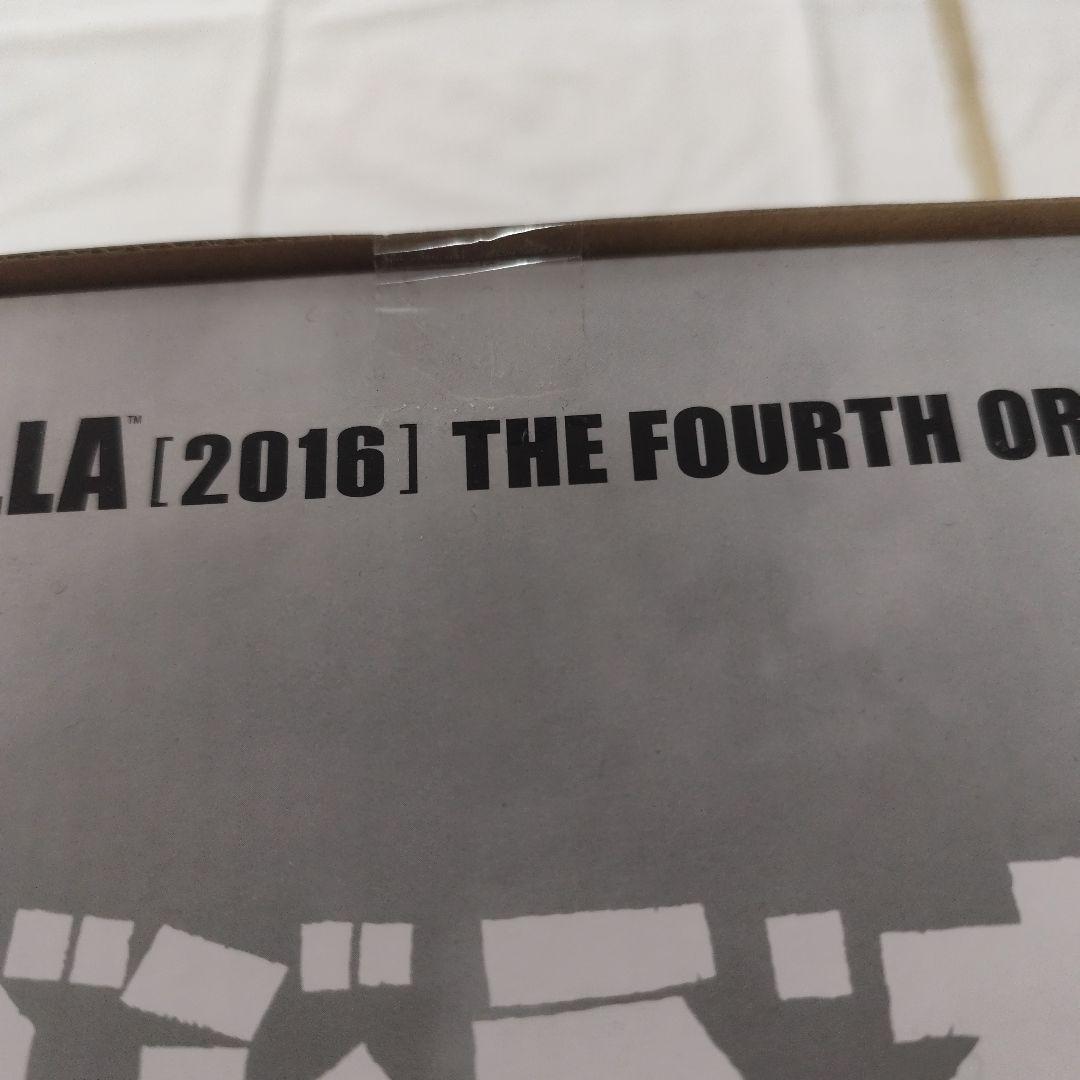 LLA™ [2016] THE FOURTH OR